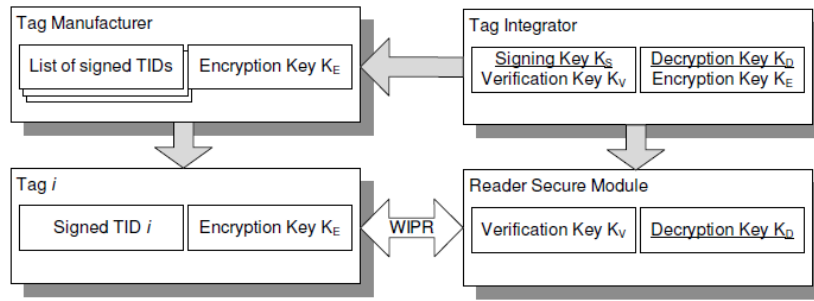 Tag Manufacturer
List of signed TIDs
Encryption Key KE
Tag Integrator
Signing Key KS
Verification Key KV
Decryption Key KD
Encryption Key KE
Tag i
Signed TID i
Encryption Key KE
WIPR
Reader Secure Module
Verification Key KV
Decryption Key KD